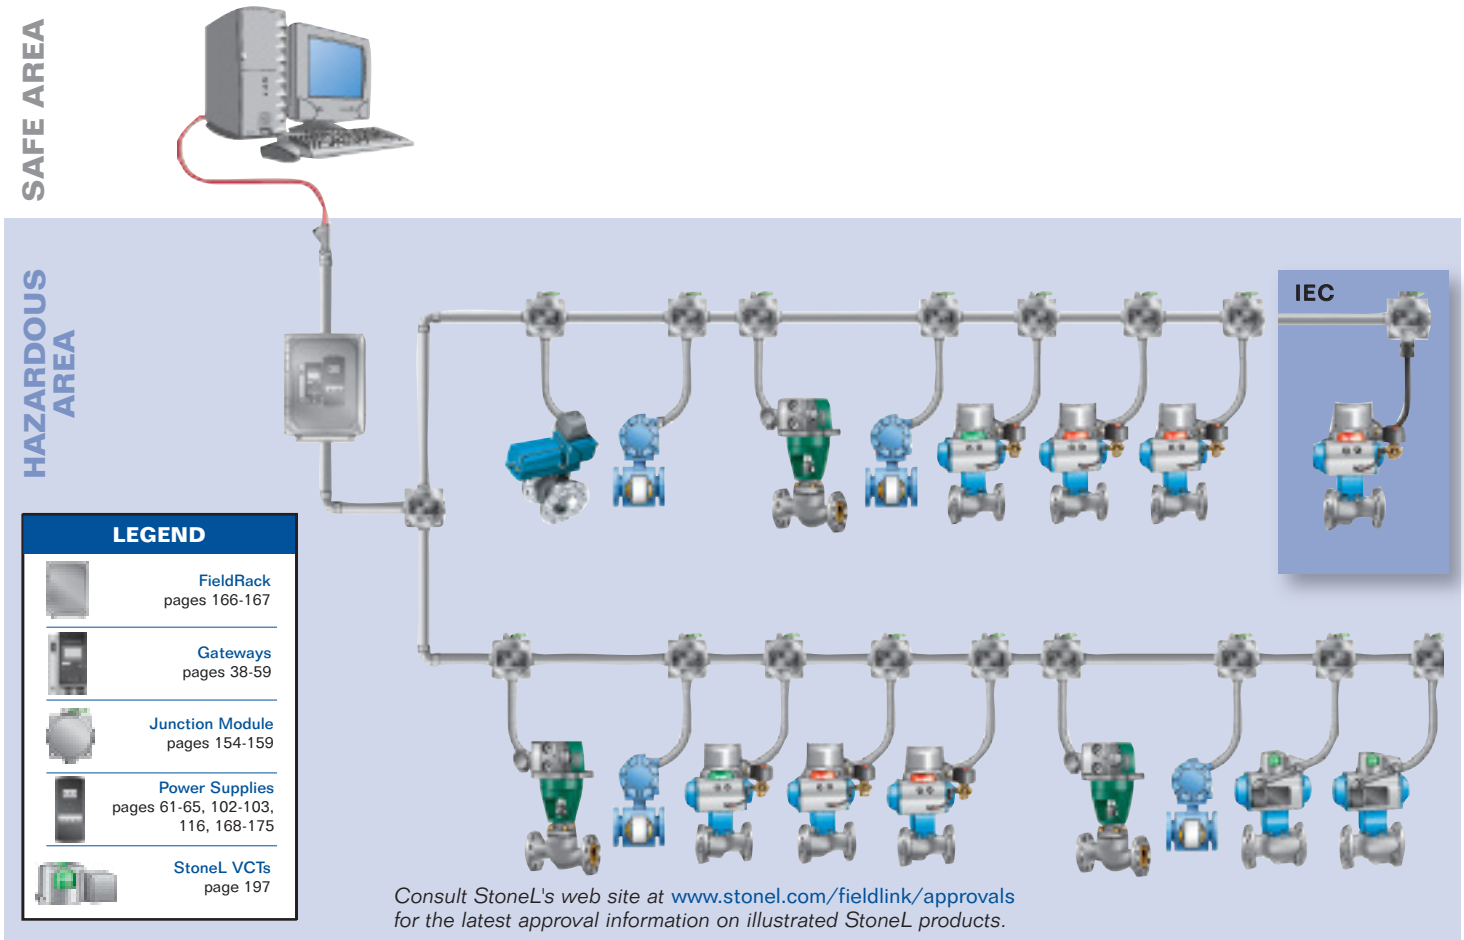 SAFE AREA
HAZARDOUS
AREA
IEC
LEGEND
FieldRack
pages 166-167
Gateways
pages 38-59
Junction Module
pages 154-159
Power Supplies
pages 61-65, 102-103,
116, 168-175
StoneL VCTs
page 197
Consult StoneL's web site at www.stonel.com/fieldlink/approvals
for the latest approval information on illustrated StoneL products.